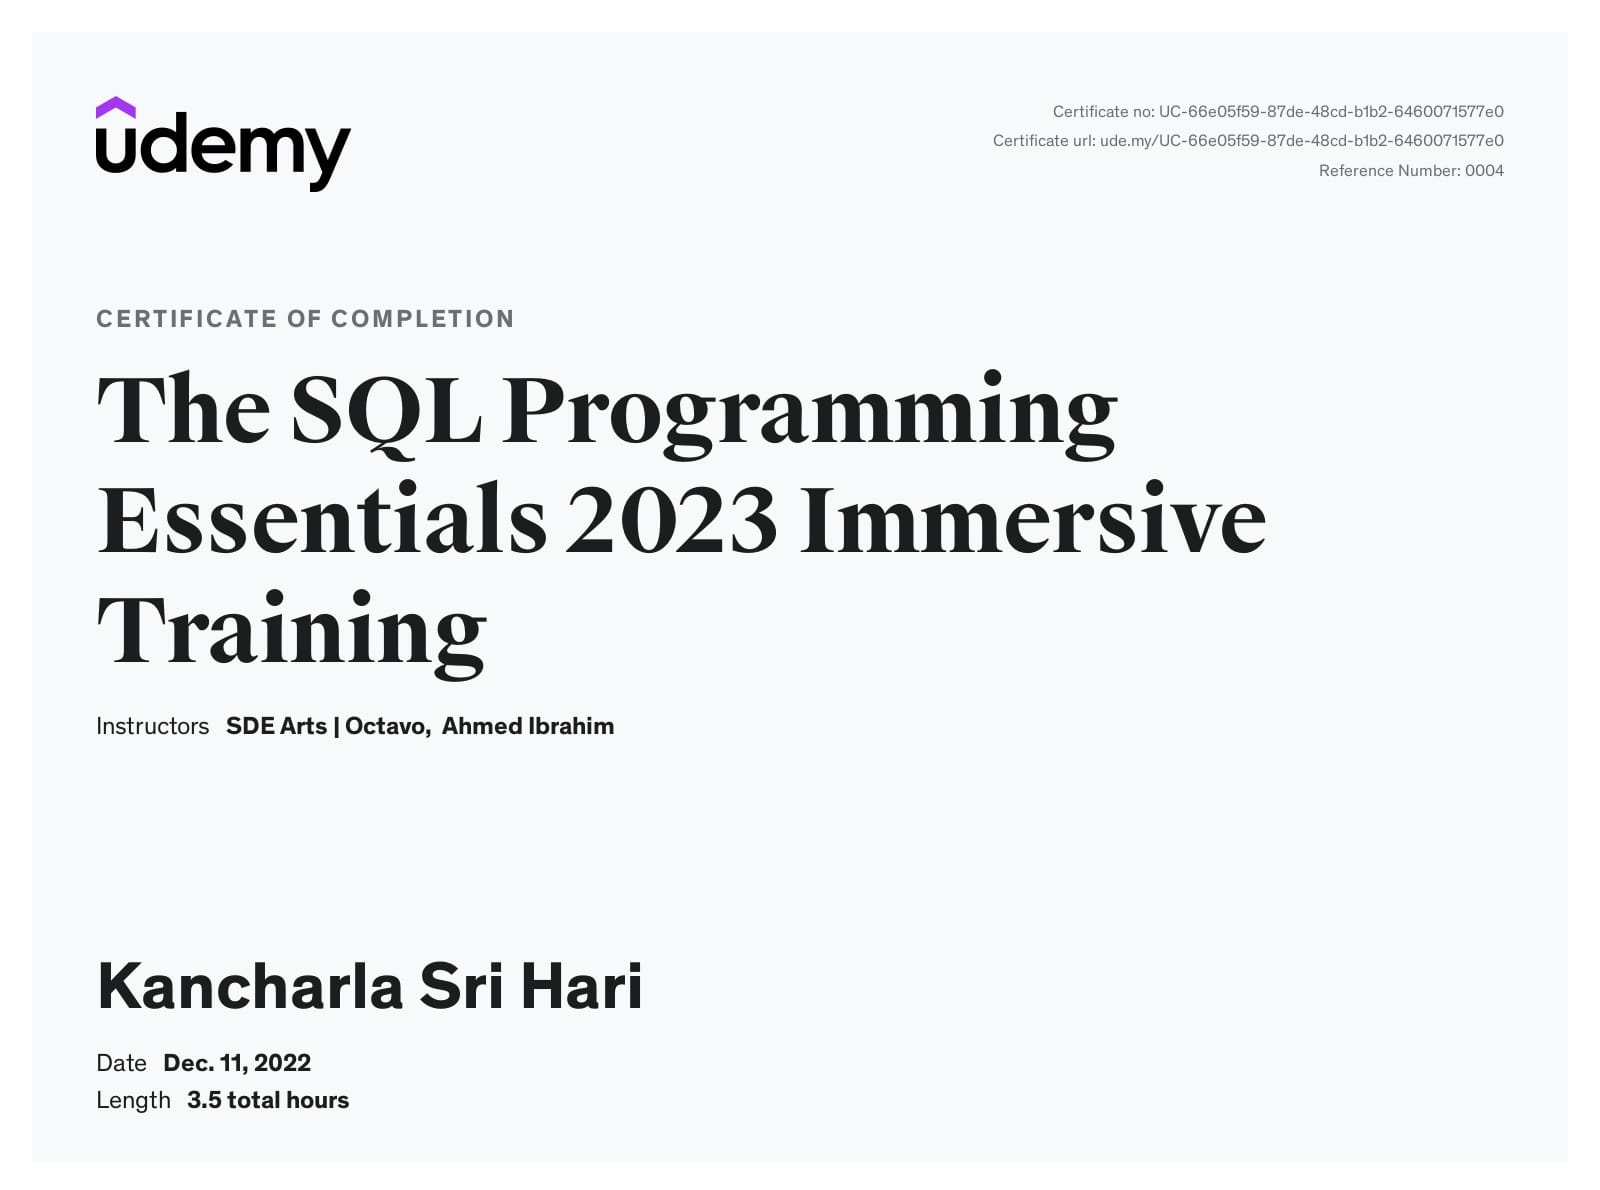 udemy
Certificate no: UC-66e05f59-87de-48cd-b1b2-6460071577e0
Certificate url: ude.my/UC-66e05f59-87de-48cd-b1b2-6460071577e0
Reference Number: 0004
CERTIFICATE OF COMPLETION
The SQL Programming
Essentials 2023 Immersive
Training
Instructors SDE Arts | Octavo, Ahmed Ibrahim
Kancharla Sri Hari
Date Dec. 11, 2022
Length 3.5 total hours